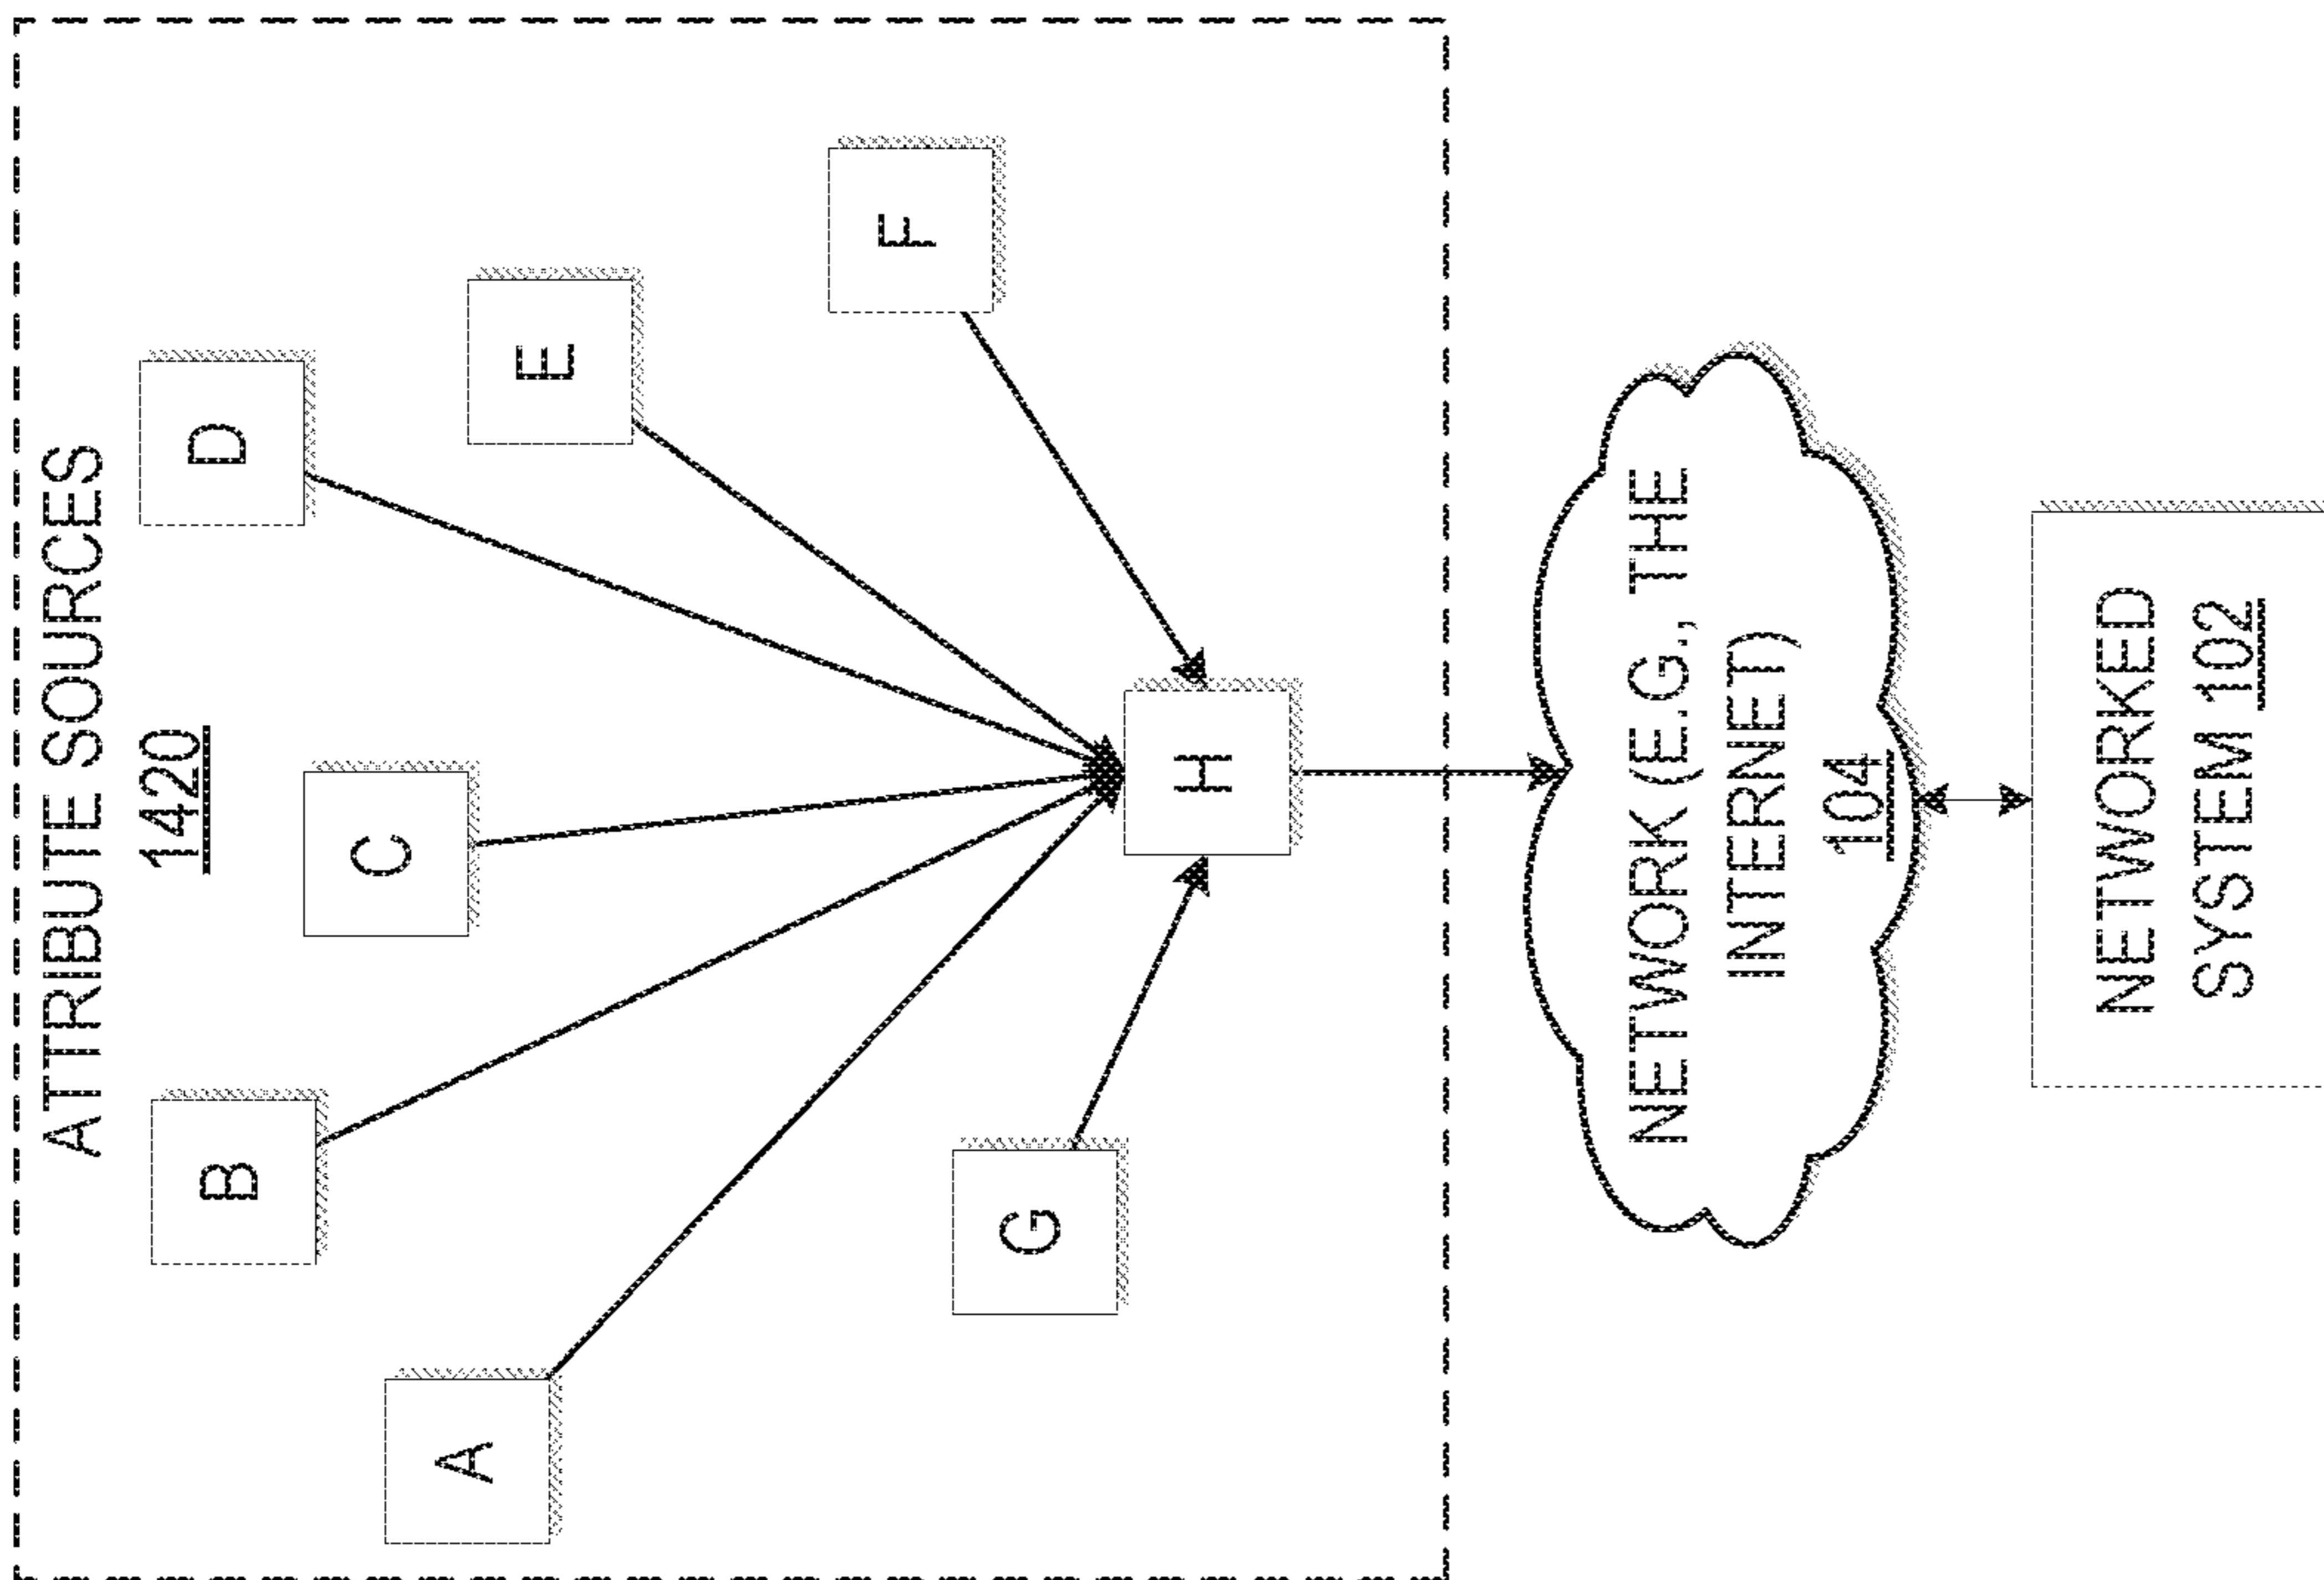 ATTRIBUTE SOURCES
1420
A
B
C
D
E
F
G
H
NETWORK (E.G., THE
INTERNET)
104
NETWORKED
SYSTEM 102